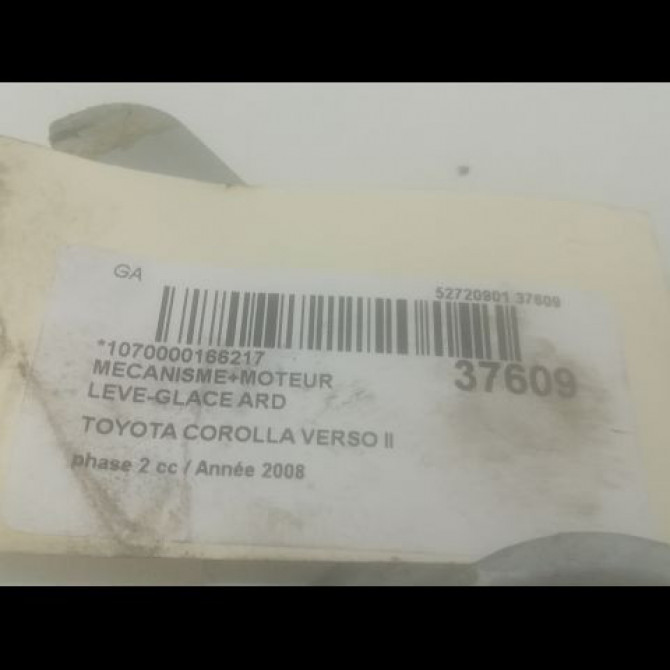 GA
52720901 37609
*1070000166217
37609
MECANISME+MOTEUR
LEVE-GLACE ARD
TOYOTA COROLLA VERSO II
phase 2 cc / Année 2008